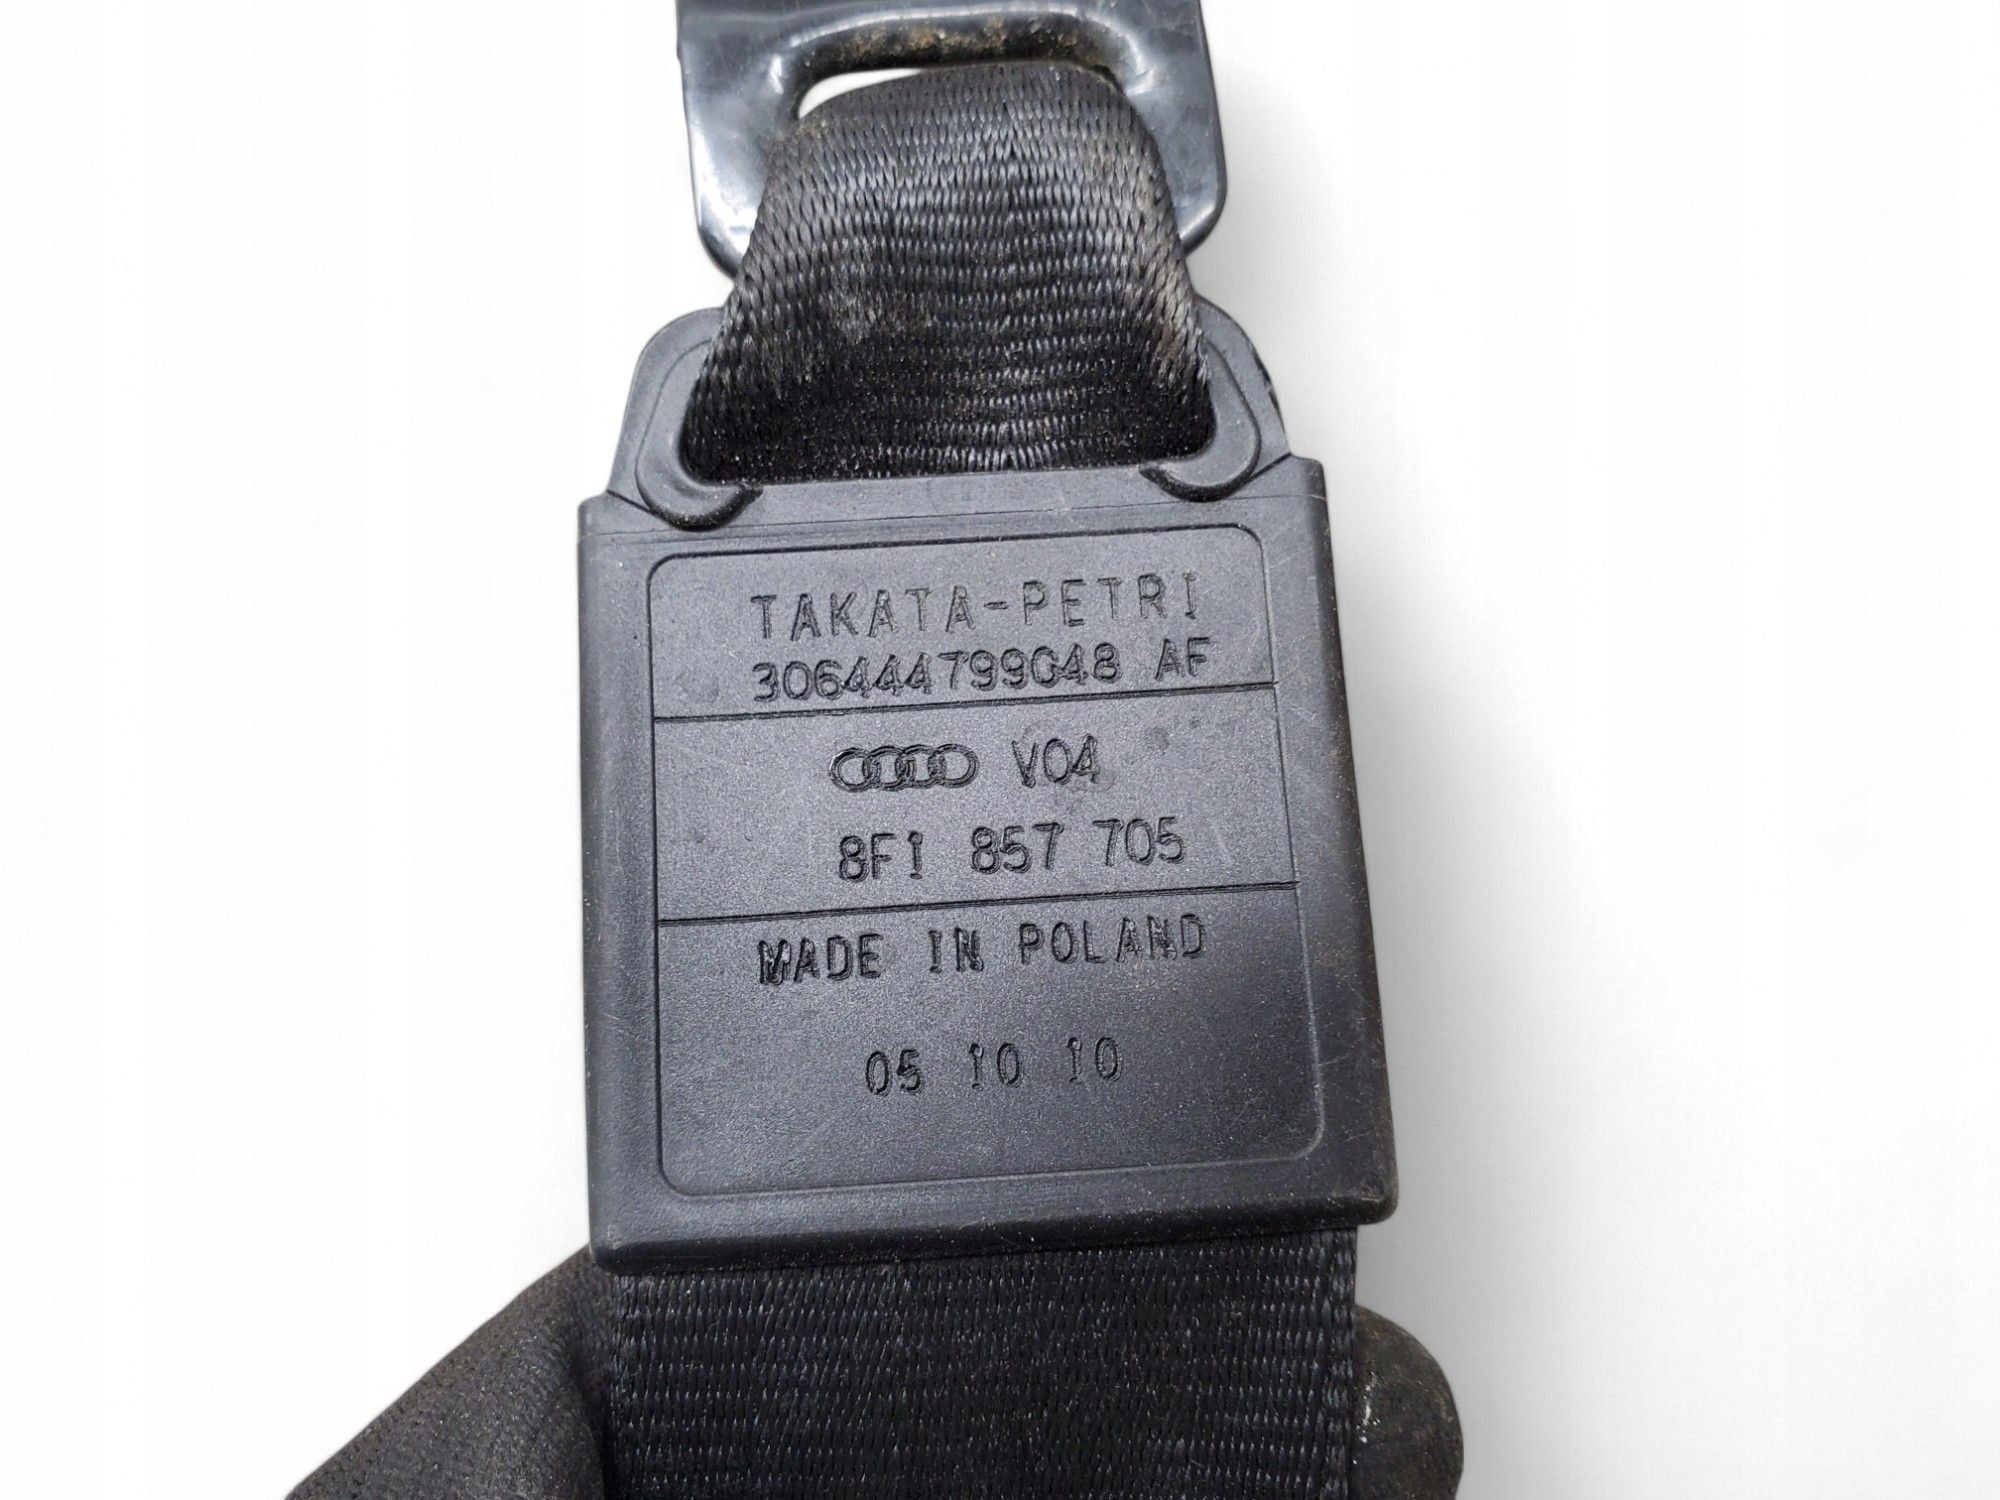 TAKATA-PETRI
306444799048 AF
V04
8F1 857 705
MADE IN POLAND
05 10 10